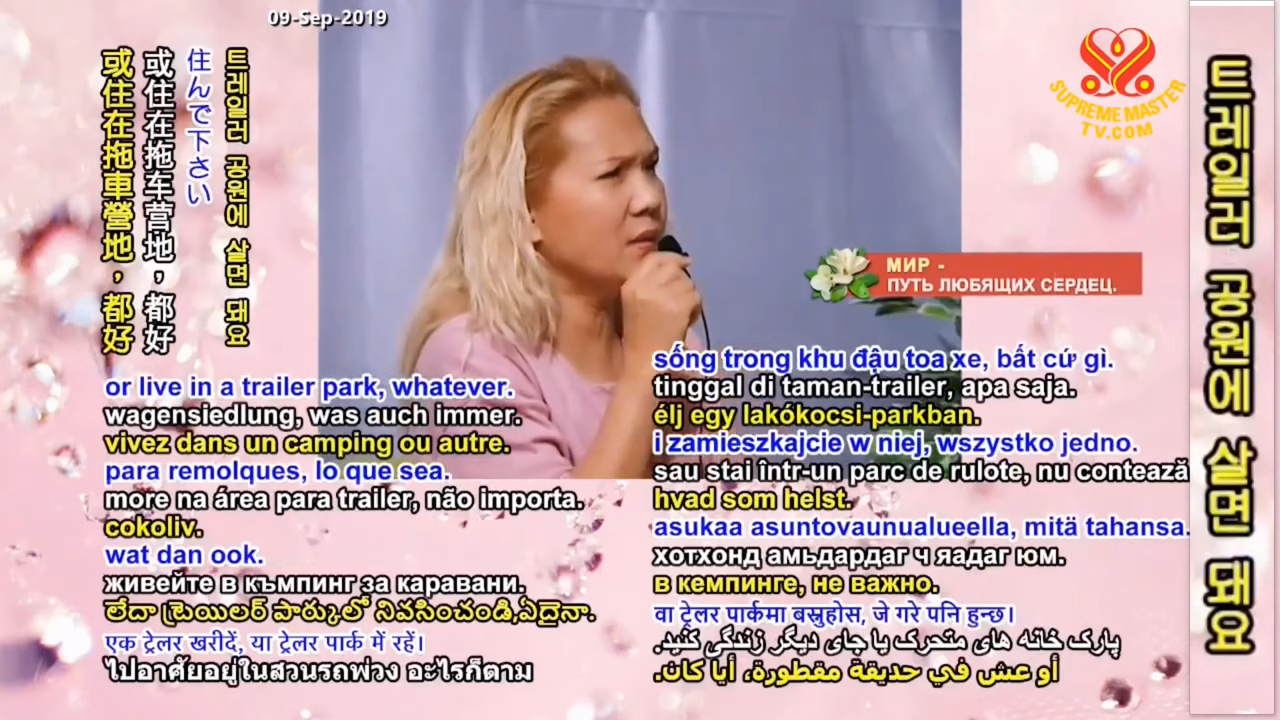 09-Sep-2019
SUPREME MASTER
TV.COM
트레일러 공원에 살면 돼요
트레일러 공원에 살면 돼요
住んで下さい
或住在拖车营地，都好
或住在拖車營地，都好
МИР -
ПУТЬ ЛЮБЯЩИХ СЕРДЕЦ.
or live in a trailer park, whatever.
wagensiedlung, was auch immer.
vivez dans un camping ou autre.
para remolques, lo que sea.
more na área para trailer, não importa.
cokoliv.
wat dan ook.
живейте в къмпинг за каравани.
లేదా ట్రెయిలర్ పార్కులో నివసించండి,ఏదైనా.
एक ट्रेलर खरीदें, या ट्रेलर पार्क में रहें।
ไปอาศัยอยู่ในสวนรถพ่วง อะไรก็ตาม
sống trong khu đậu toa xe, bất cứ gì.
tinggal di taman-trailer, apa saja.
élj egy lakókocsi-parkban.
i zamieszkajcie w niej, wszystko jedno.
sau stai într-un parc de rulote, nu contează
hvad som helst.
asukaa asuntovaunualueella, mitä tahansa.
хотхонд амьдардаг ч яадаг юм.
в кемпинге, не важно.
वा ट्रेलर पार्कमा बस्नुहोस, जे गरे पनि हुन्छ।
پارک خانه های متحرک یا جای دیگر زندگی کنید.
أو عش في حديقة مقطورة، أيا كان.